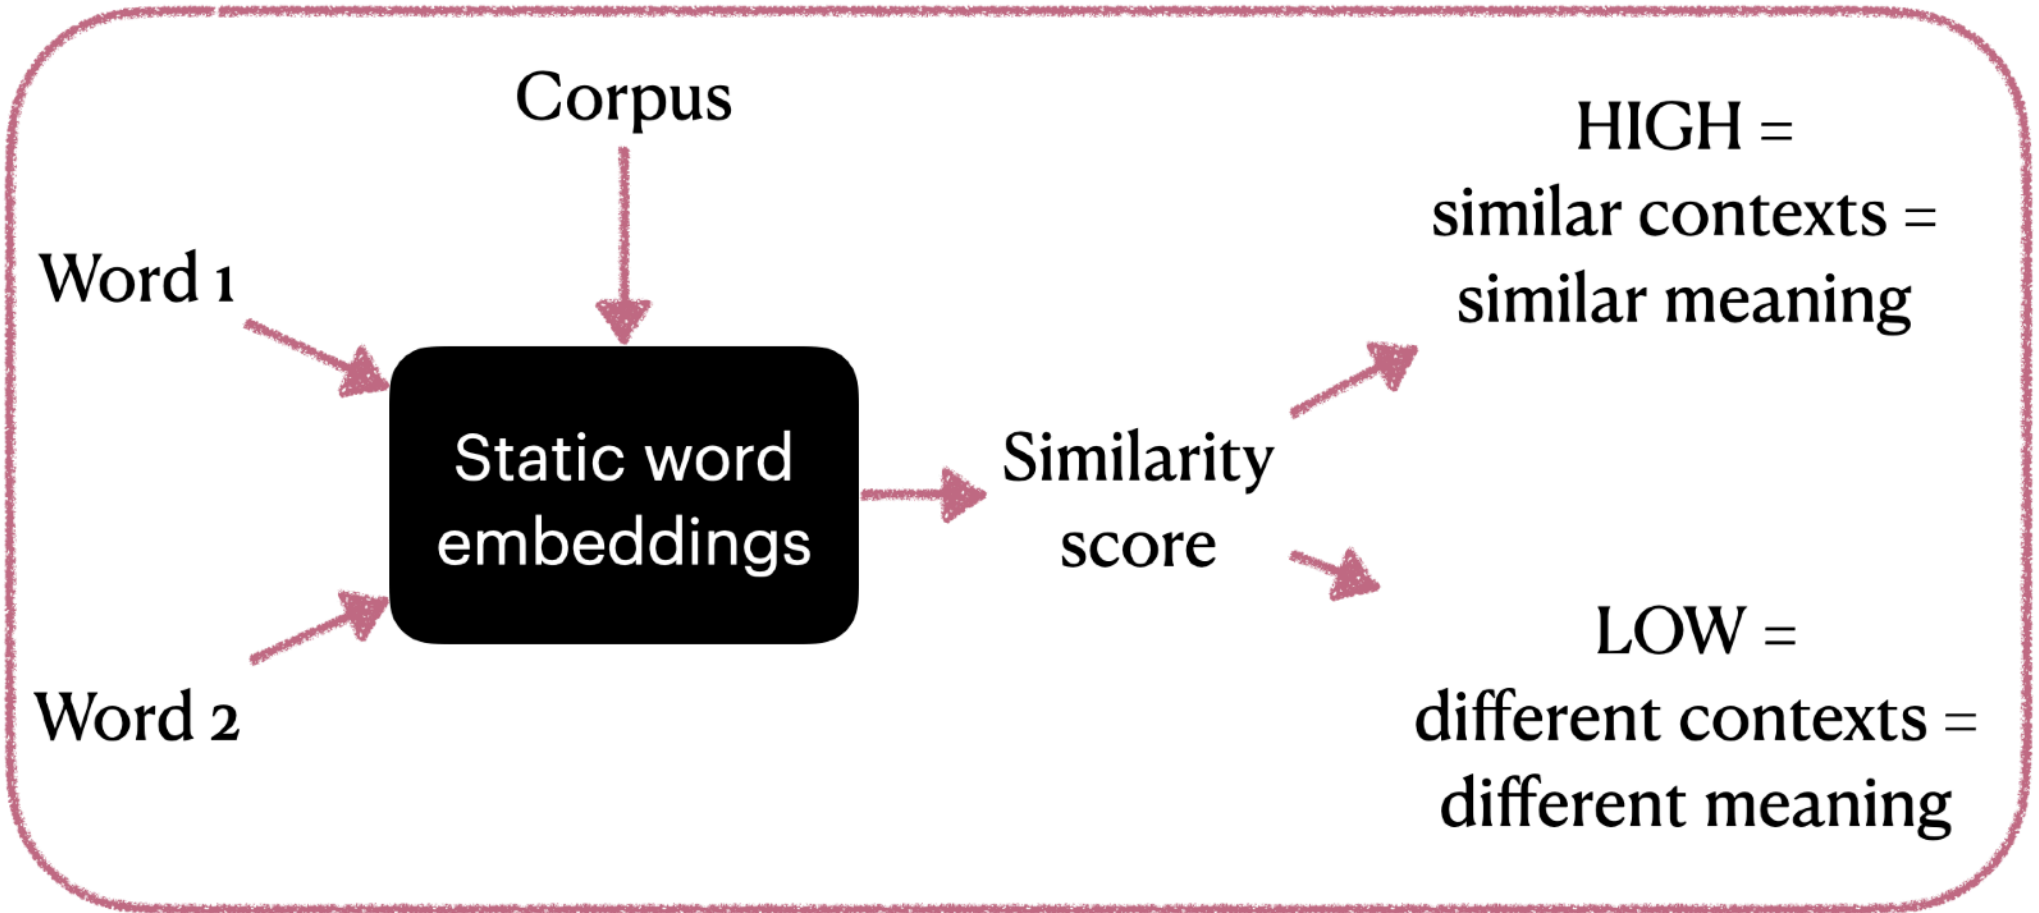 Corpus
Word 1
Word 2
Static word
embeddings
Similarity
score
HIGH =
similar contexts =
similar meaning
LOW =
different contexts =
different meaning